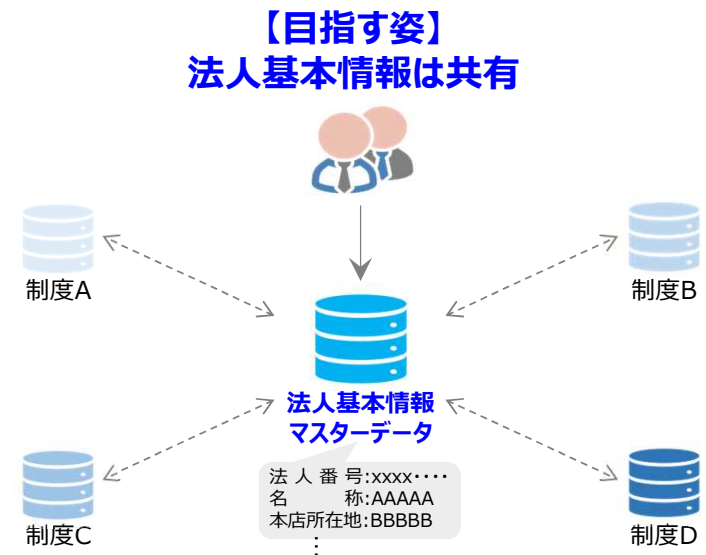 【目指す姿】
法人基本情報は共有
制度A
制度B
法人基本情報
マスターデータ
法 人 番 号:xxxx・・・・
名　　　称:AAAAA
本店所在地:BBBBB
⋮
制度C
制度D